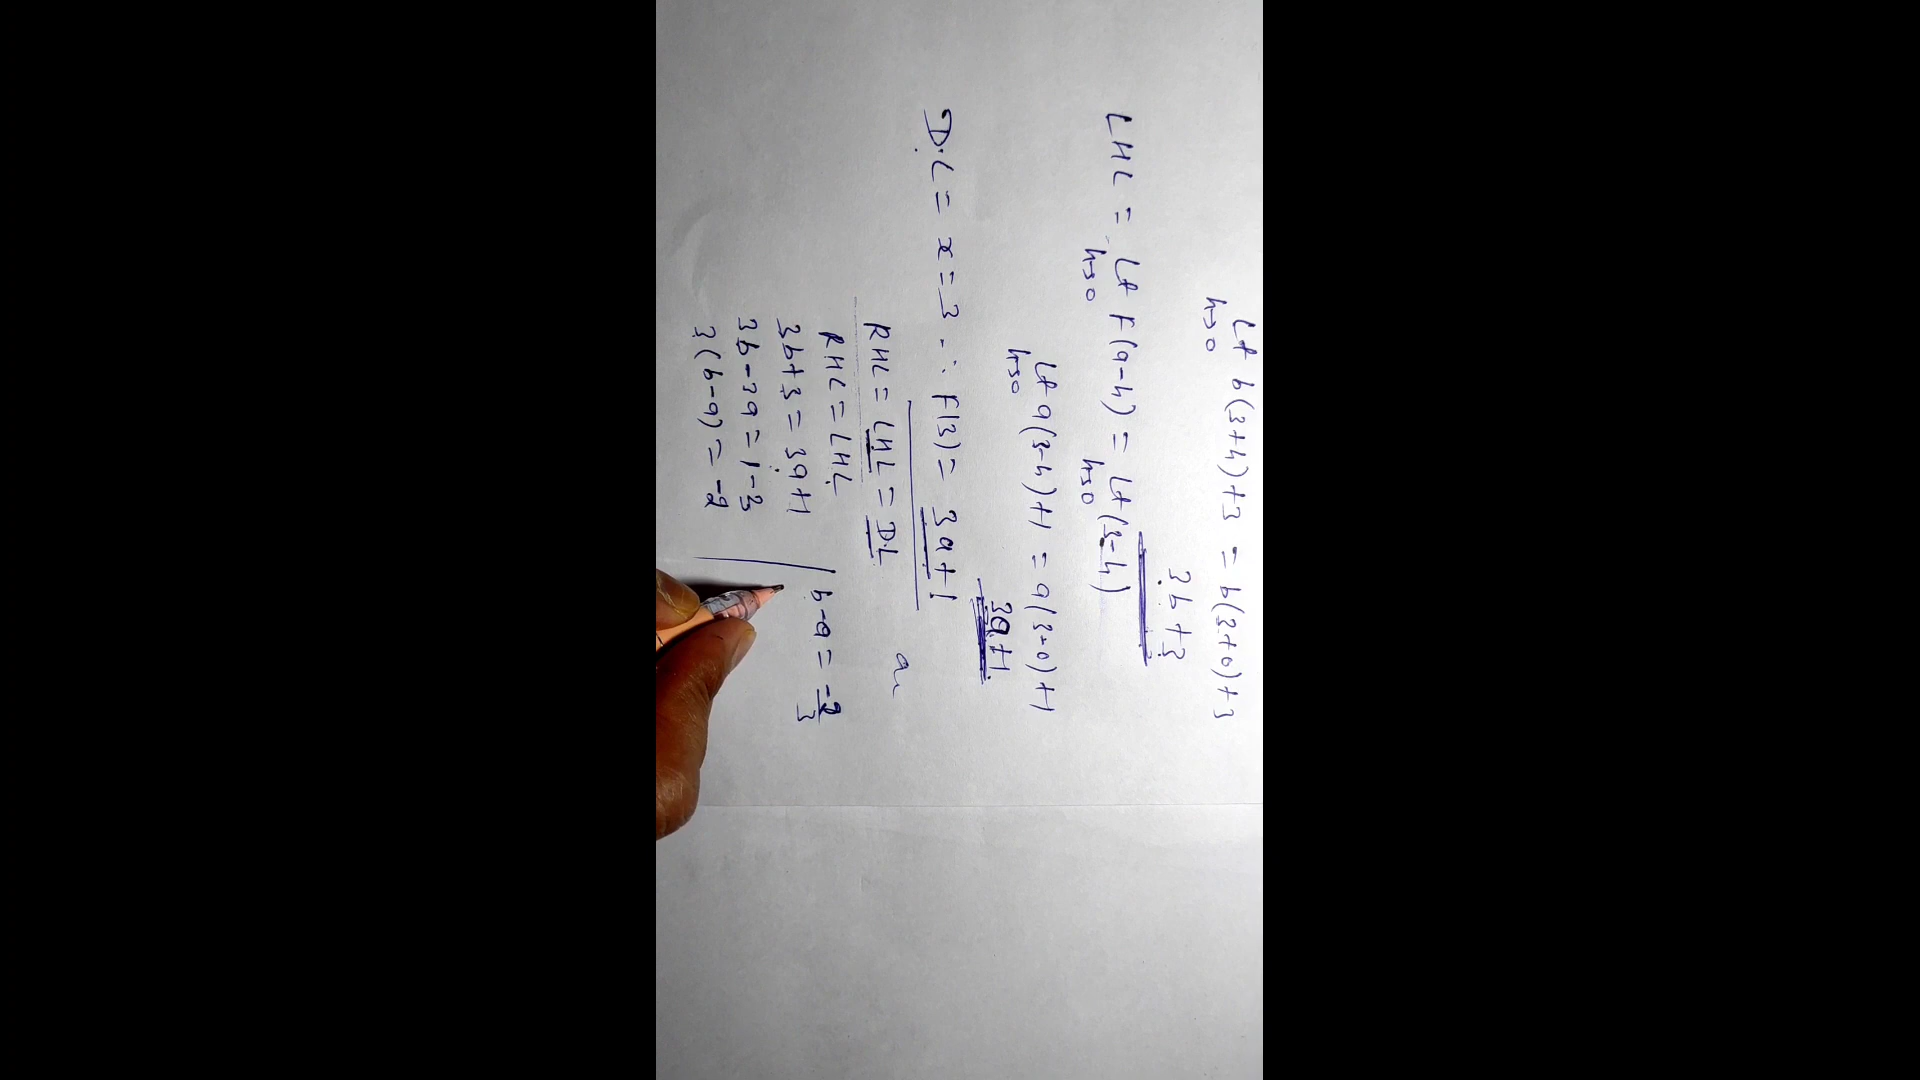 Lt b(3+h)+3 = b(3+0)+3
h→0
3b+3
LHL = Lt F(a-h) = Lt (3-h)
h→0 h→0
Lt a(3-h)+1 = a(3-0)+1
h→0
3a+1
D.L = x=3 ∴ F(3) = 3a+1
RHL = LHL = D.L
RHL = LHL
3b+3 = 3a+1
3b-3a = 1-3
3(b-a) = -2
b-a = -2/3